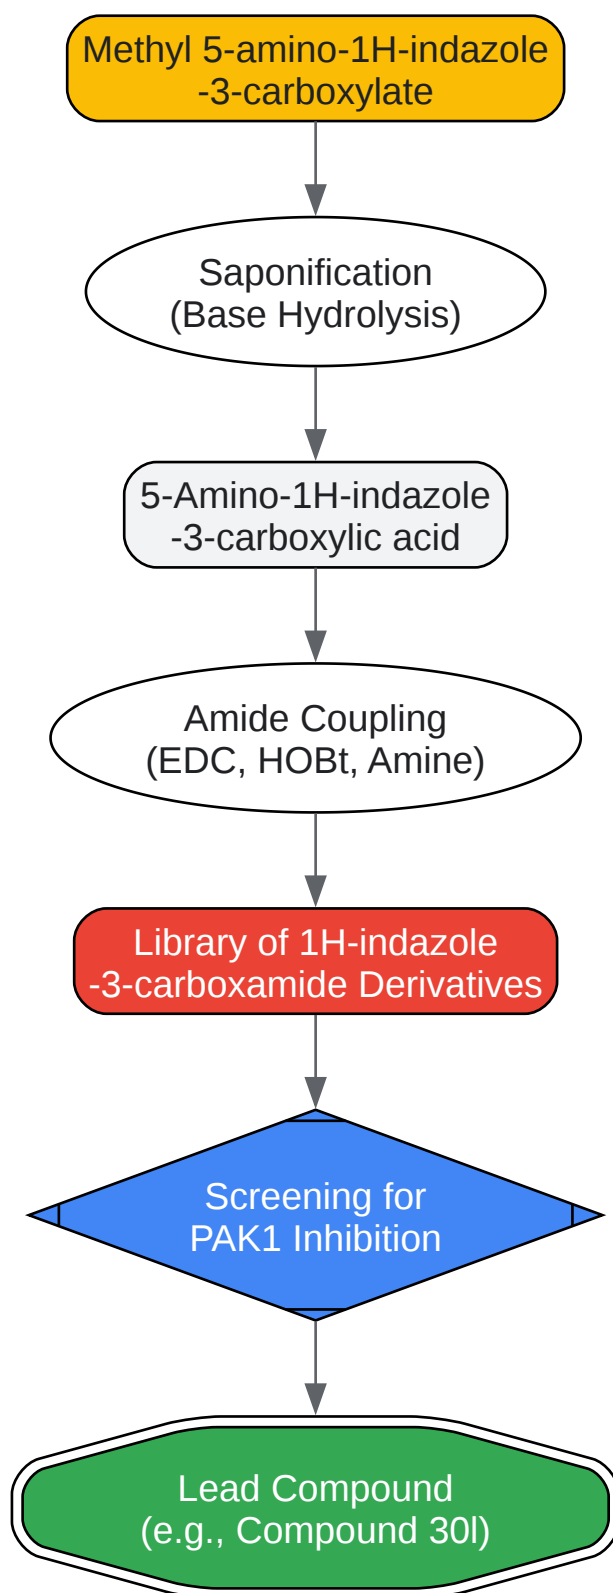 Methyl 5-amino-1H-indazole
-3-carboxylate
Saponification
(Base Hydrolysis)
5-Amino-1H-indazole
-3-carboxylic acid
Amide Coupling
(EDC, HOBt, Amine)
Library of 1H-indazole
-3-carboxamide Derivatives
Screening for
PAK1 Inhibition
Lead Compound
(e.g., Compound 30l)